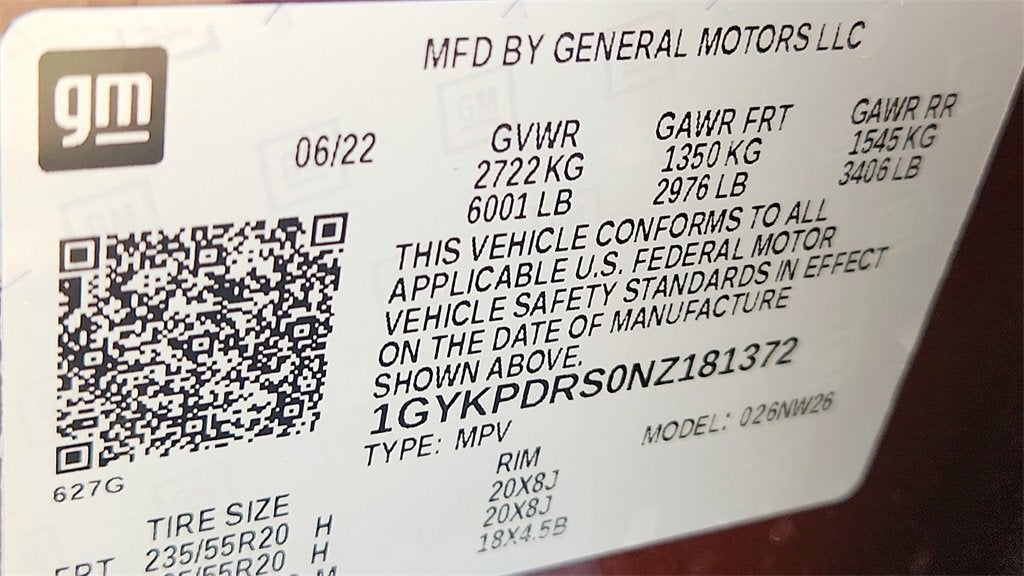 gm
MFD BY GENERAL MOTORS LLC
06/22
GVWR
2722 KG
6001 LB
GAWR FRT
1350 KG
2976 LB
GAWR RR
1545 KG
3406 LB
THIS VEHICLE CONFORMS TO ALL
APPLICABLE U.S. FEDERAL MOTOR
VEHICLE SAFETY STANDARDS IN EFFECT
ON THE DATE OF MANUFACTURE
SHOWN ABOVE.
1GYKPDRS0NZ181372
TYPE: MPV
MODEL: 026NW26
627G
TIRE SIZE
RIM
FRT 235/55R20 H
20X8J
235/55R20 H
20X8J
M
18X4.5B